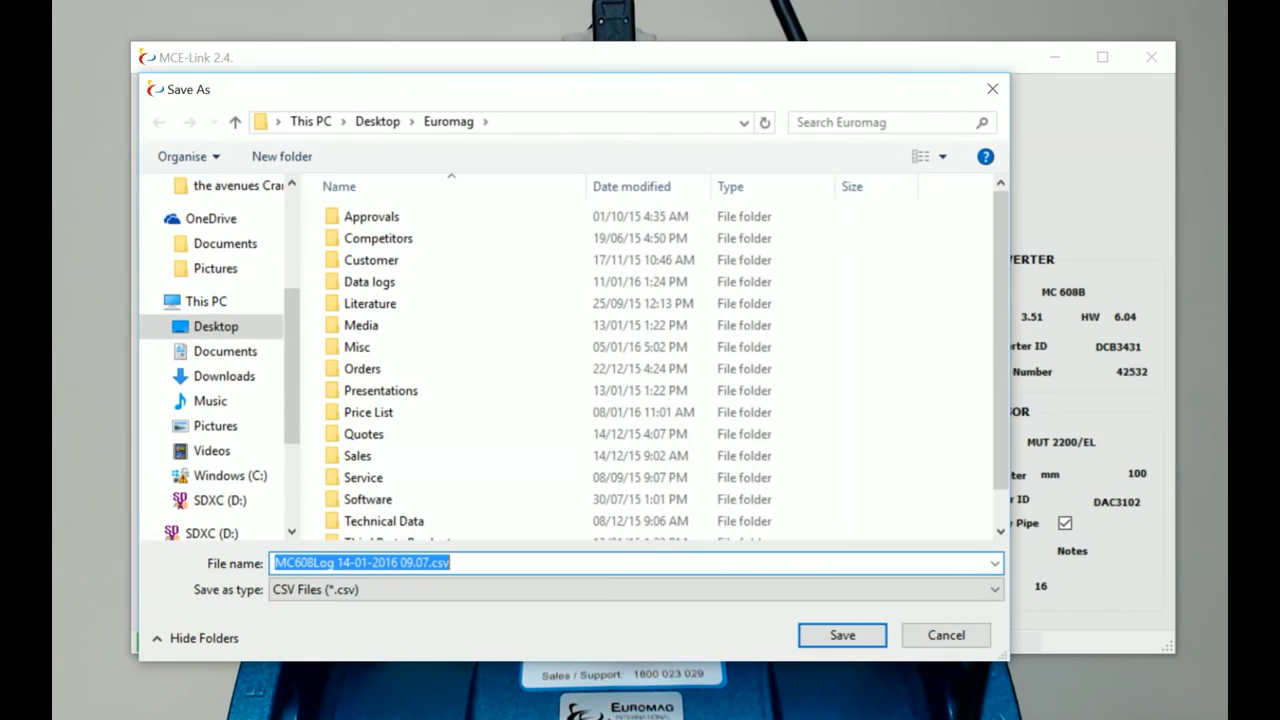 MCE-Link 2.4.
Save As
This PC > Desktop > Euromag >
Search Euromag
Organise
New folder
Name Date modified Type Size
the avenues Cra
OneDrive
Documents
Pictures
This PC
Desktop
Documents
Downloads
Music
Pictures
Videos
Windows (C:)
SDXC (D:)
SDXC (D:)
Approvals 01/10/15 4:35 AM File folder
Competitors 19/06/15 4:50 PM File folder
Customer 17/11/15 10:46 AM File folder
Data logs 11/01/16 1:24 PM File folder
Literature 25/09/15 12:13 PM File folder
Media 13/01/15 1:22 PM File folder
Misc 05/01/16 5:02 PM File folder
Orders 22/12/15 4:24 PM File folder
Presentations 13/01/15 1:22 PM File folder
Price List 08/01/16 11:01 AM File folder
Quotes 14/12/15 4:07 PM File folder
Sales 14/12/15 9:02 AM File folder
Service 08/09/15 9:07 PM File folder
Software 30/07/15 1:01 PM File folder
Technical Data 08/12/15 9:06 AM File folder
File name: MC608Log 14-01-2016 09.07.csv
Save as type: CSV Files (*.csv)
Hide Folders
Save
Cancel
VERTER
MC 608B
3.51 HW 6.04
rter ID DCB3431
Number 42532
SOR
MUT 2200/EL
ter mm 100
r ID DAC3102
Pipe
Notes
16
Sales / Support: 1800 023 029
EUROMAG
INTERNATIONAL